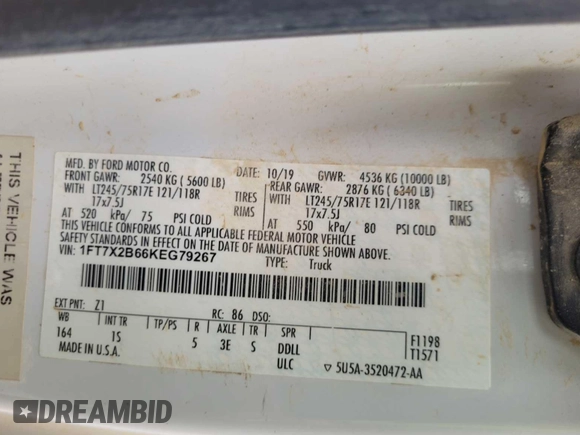 MFD. BY FORD MOTOR CO.
DATE: 10/19 GVWR: 4536 KG (10000 LB)
FRONT GAWR: 2540 KG (5600 LB) REAR GAWR: 2876 KG (6340 LB)
WITH LT245/75R17E 121/118R TIRES WITH LT245/75R17E 121/118R TIRES
17x7.5J RIMS 17x7.5J RIMS
AT 520 kPa/ 75 PSI COLD AT 550 kPa/ 80 PSI COLD
THIS VEHICLE CONFORMS TO ALL APPLICABLE FEDERAL MOTOR VEHICLE
SAFETY STANDARDS IN EFFECT ON THE DATE OF MANUFACTURE SHOWN ABOVE.
VIN: 1FT7X2B66KEG79267
TYPE: Truck
EXT PNT: Z1 RC: 86 DSO:
WB INT TR TP/PS R AXLE TR SPR
164 1S 5 3E S DDLL
ULC
F1198
T1571
MADE IN U.S.A.
▽ 5U5A-3520472-AA
THIS VEHICLE WAS
DREAMBID